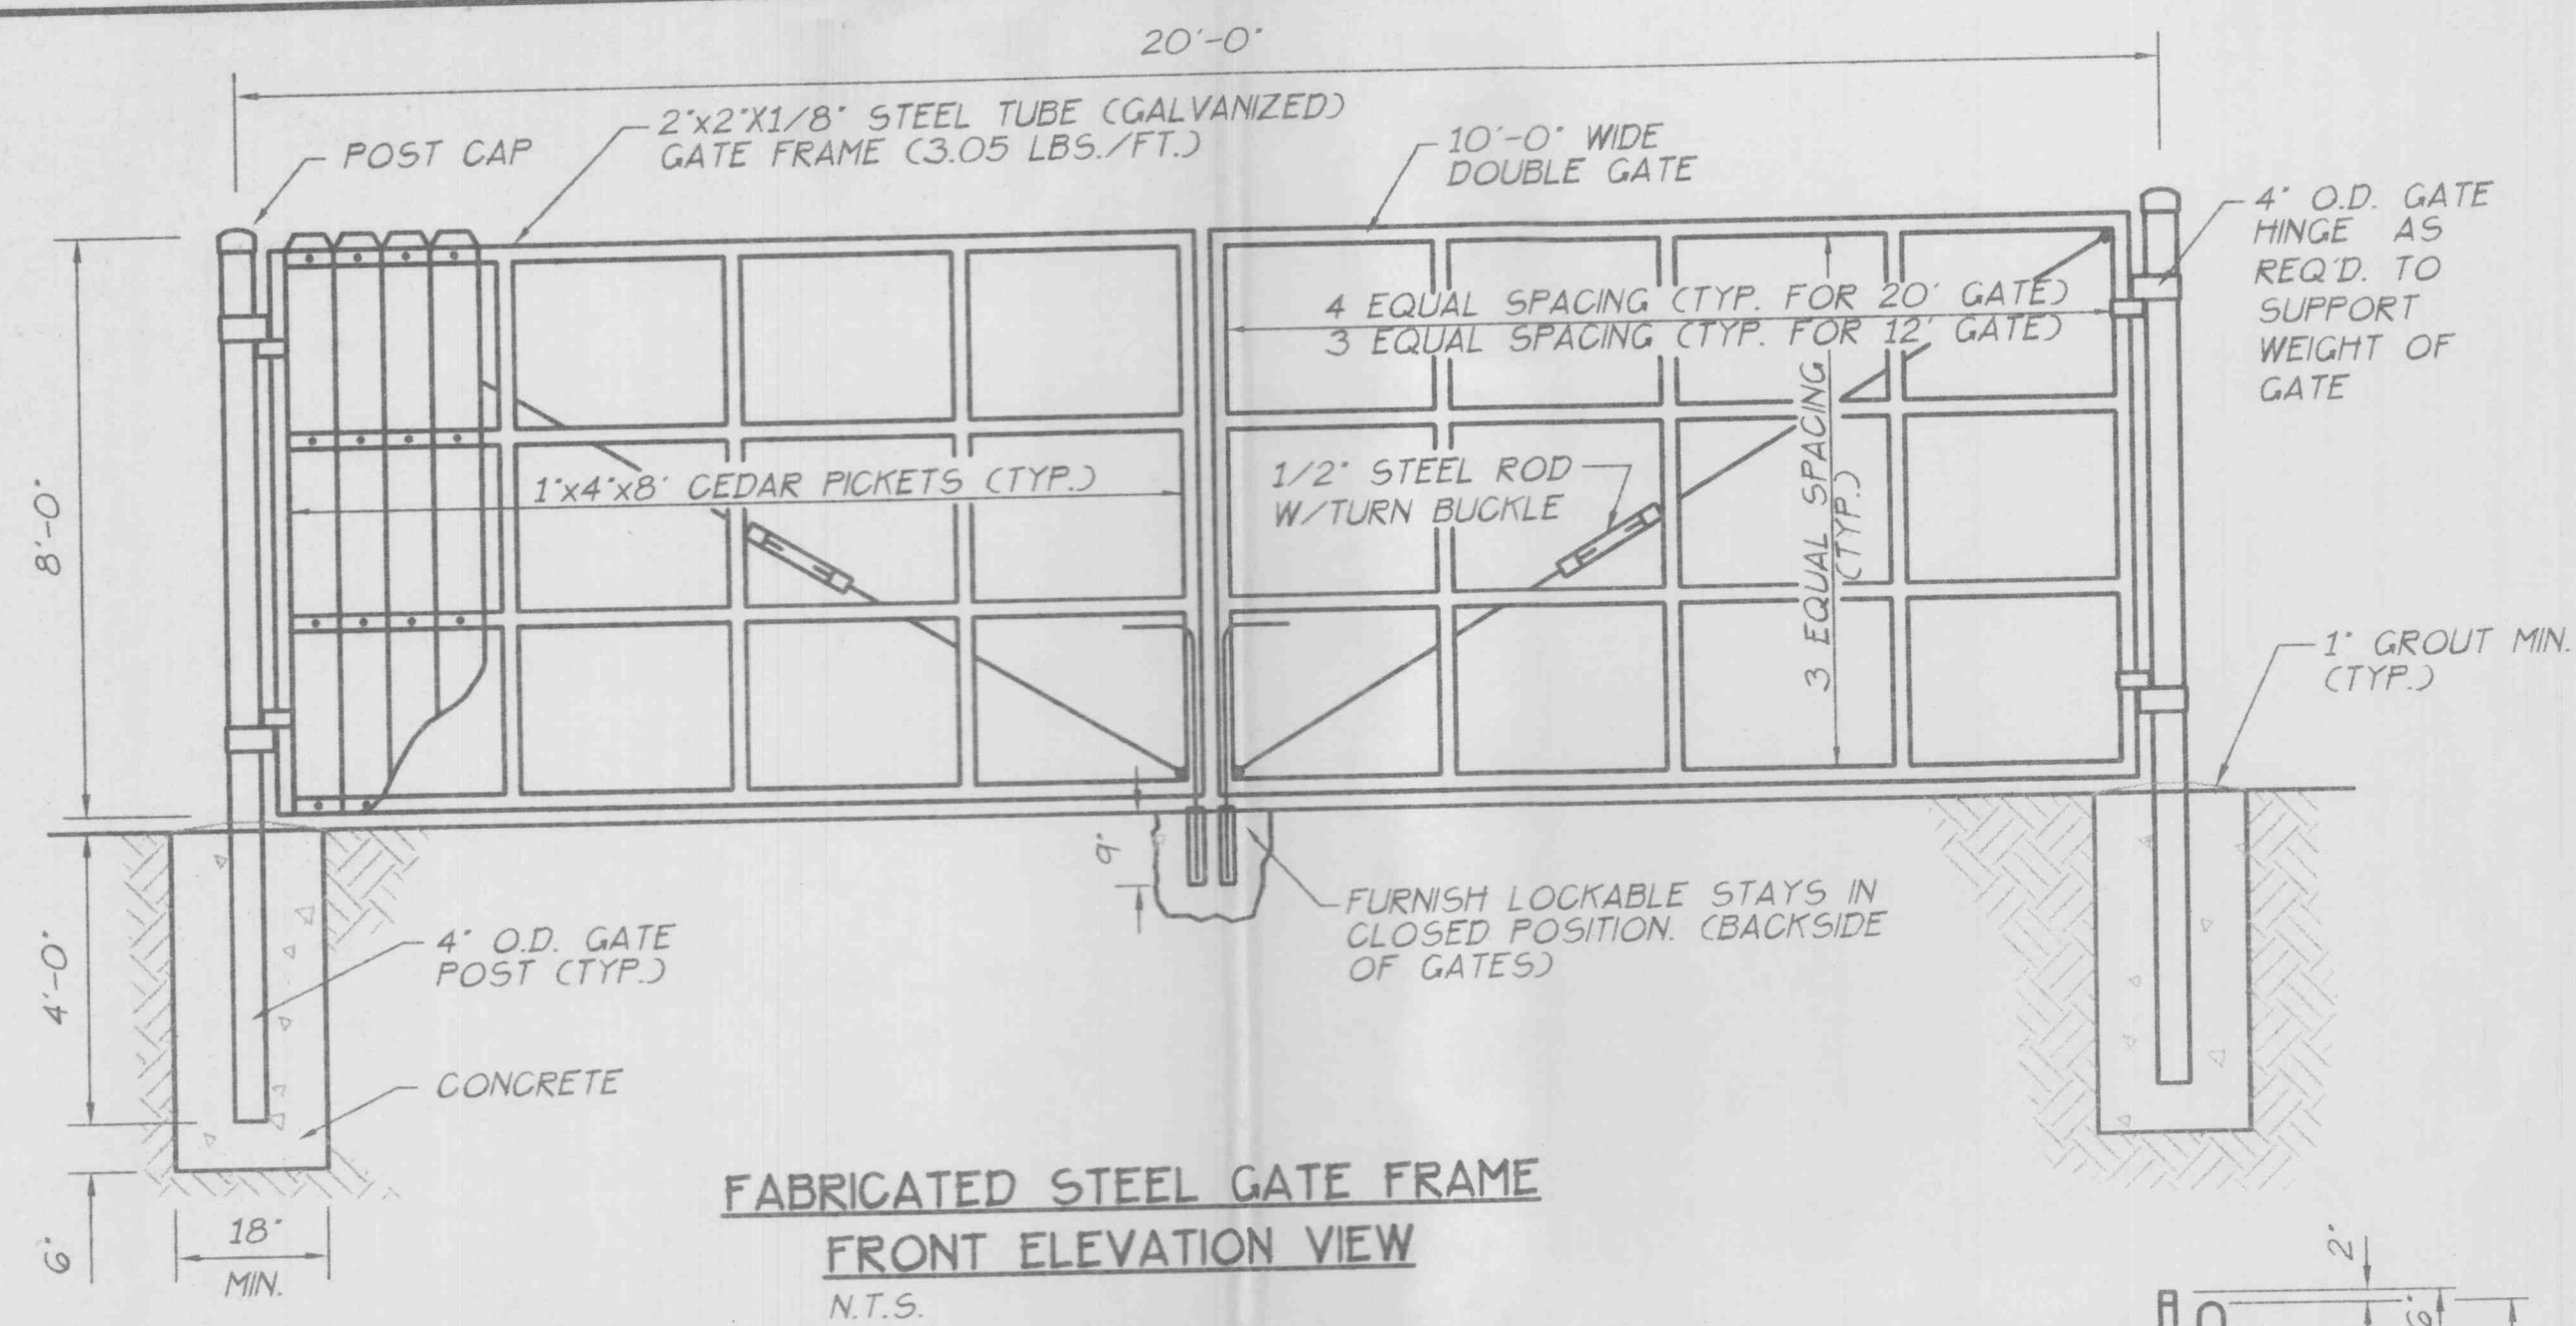 20'-0"
2"x2"X1/8" STEEL TUBE (GALVANIZED)
GATE FRAME (3.05 LBS./FT.)
POST CAP
10'-0" WIDE
DOUBLE GATE
4" O.D. GATE
HINGE AS
REQ'D. TO
SUPPORT
WEIGHT OF
GATE
4 EQUAL SPACING (TYP. FOR 20' GATE)
3 EQUAL SPACING (TYP. FOR 12' GATE)
8'-0"
1"x4"x8' CEDAR PICKETS (TYP.)
1/2" STEEL ROD
W/TURN BUCKLE
3 EQUAL SPACING
(TYP.)
1" GROUT MIN.
(TYP.)
9"
FURNISH LOCKABLE STAYS IN
CLOSED POSITION. (BACKSIDE
OF GATES)
4'-0"
4" O.D. GATE
POST (TYP.)
CONCRETE
6"
18"
MIN.
FABRICATED STEEL GATE FRAME
FRONT ELEVATION VIEW
N.T.S.
2"
6"